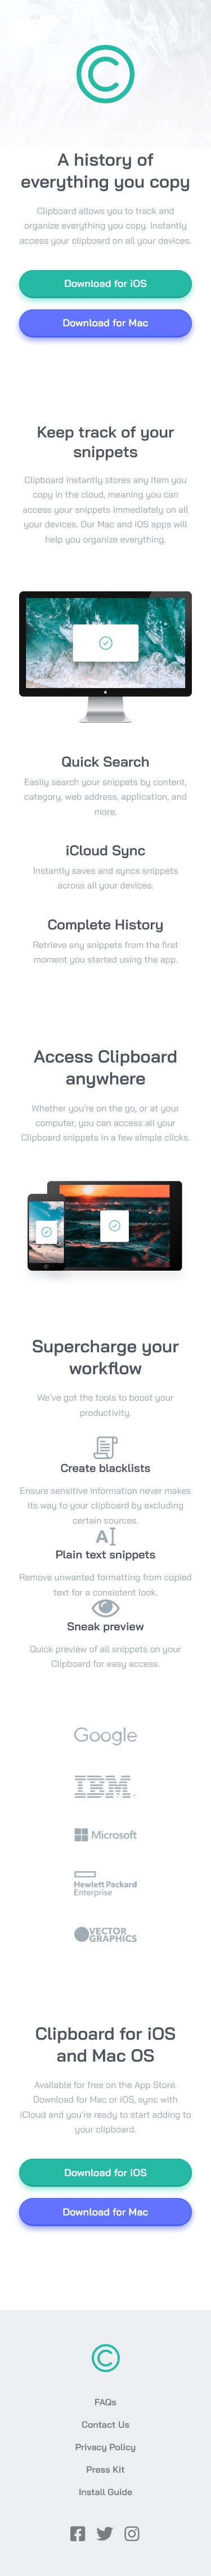 A history of
everything you copy
Clipboard allows you to track and
organize everything you copy. Instantly
access your clipboard on all your devices.
Download for iOS
Download for Mac
Keep track of your
snippets
Clipboard instantly stores any item you
copy in the cloud, meaning you can
access your snippets immediately on all
your devices. Our Mac and iOS apps will
help you organize everything.
Quick Search
Easily search your snippets by content,
category, web address, application, and
more.
iCloud Sync
Instantly saves and syncs snippets
across all your devices.
Complete History
Retrieve any snippets from the first
moment you started using the app.
Access Clipboard
anywhere
Whether you're on the go, or at your
computer, you can access all your
Clipboard snippets in a few simple clicks.
Supercharge your
workflow
We've got the tools to boost your
productivity.
Create blacklists
Ensure sensitive information never makes
its way to your clipboard by excluding
certain sources.
Plain text snippets
Remove unwanted formatting from copied
text for a consistent look.
Sneak preview
Quick preview of all snippets on your
Clipboard for easy access.
Google
IBM
Microsoft
Hewlett Packard
Enterprise
VECTOR
GRAPHICS
Clipboard for iOS
and Mac OS
Available for free on the App Store.
Download for Mac or iOS, sync with
iCloud and you're ready to start adding to
your clipboard.
Download for iOS
Download for Mac
FAQs
Contact Us
Privacy Policy
Press Kit
Install Guide